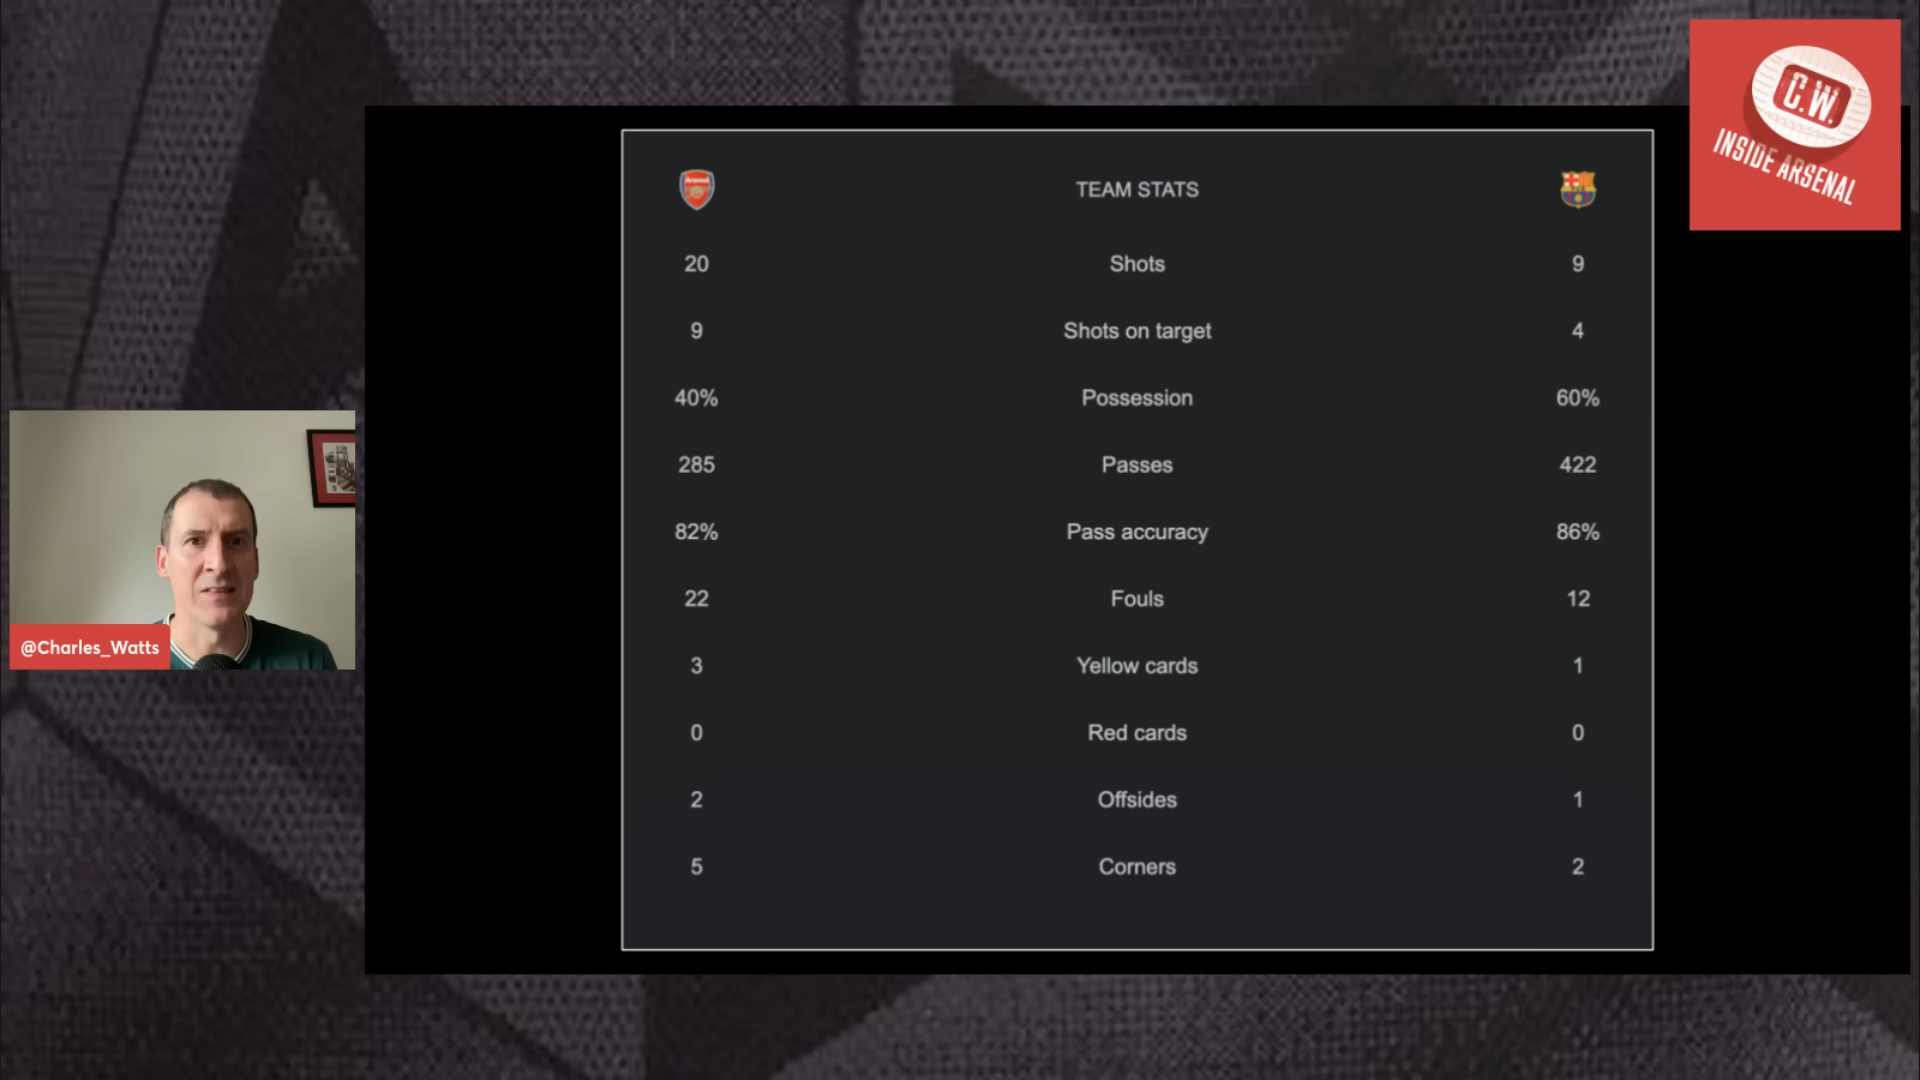 C.W.
INSIDE ARSENAL
Arsenal
TEAM STATS
20 Shots 9
9 Shots on target 4
40% Possession 60%
285 Passes 422
82% Pass accuracy 86%
22 Fouls 12
3 Yellow cards 1
0 Red cards 0
2 Offsides 1
5 Corners 2
@Charles_Watts